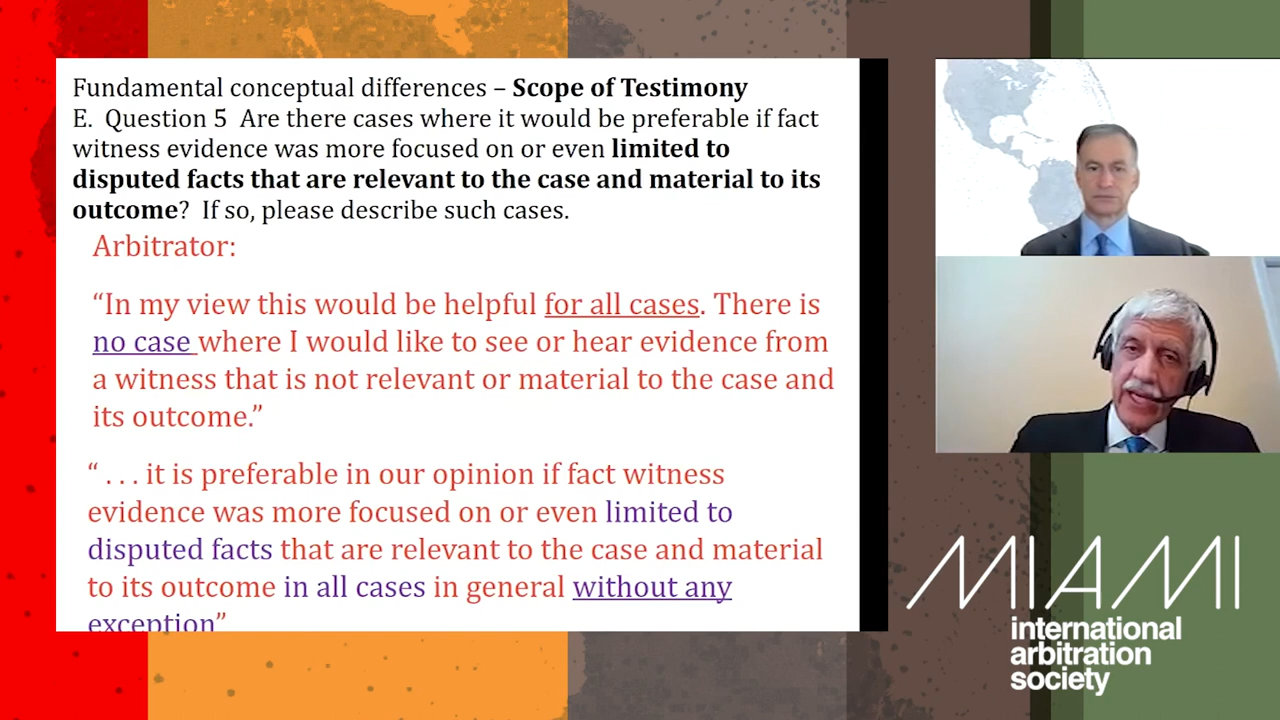 Fundamental conceptual differences – Scope of Testimony
E. Question 5 Are there cases where it would be preferable if fact
witness evidence was more focused on or even limited to
disputed facts that are relevant to the case and material to its
outcome? If so, please describe such cases.
Arbitrator:
“In my view this would be helpful for all cases. There is
no case where I would like to see or hear evidence from
a witness that is not relevant or material to the case and
its outcome.”
“ . . . it is preferable in our opinion if fact witness
evidence was more focused on or even limited to
disputed facts that are relevant to the case and material
to its outcome in all cases in general without any
exception”
MIAMI
international
arbitration
society